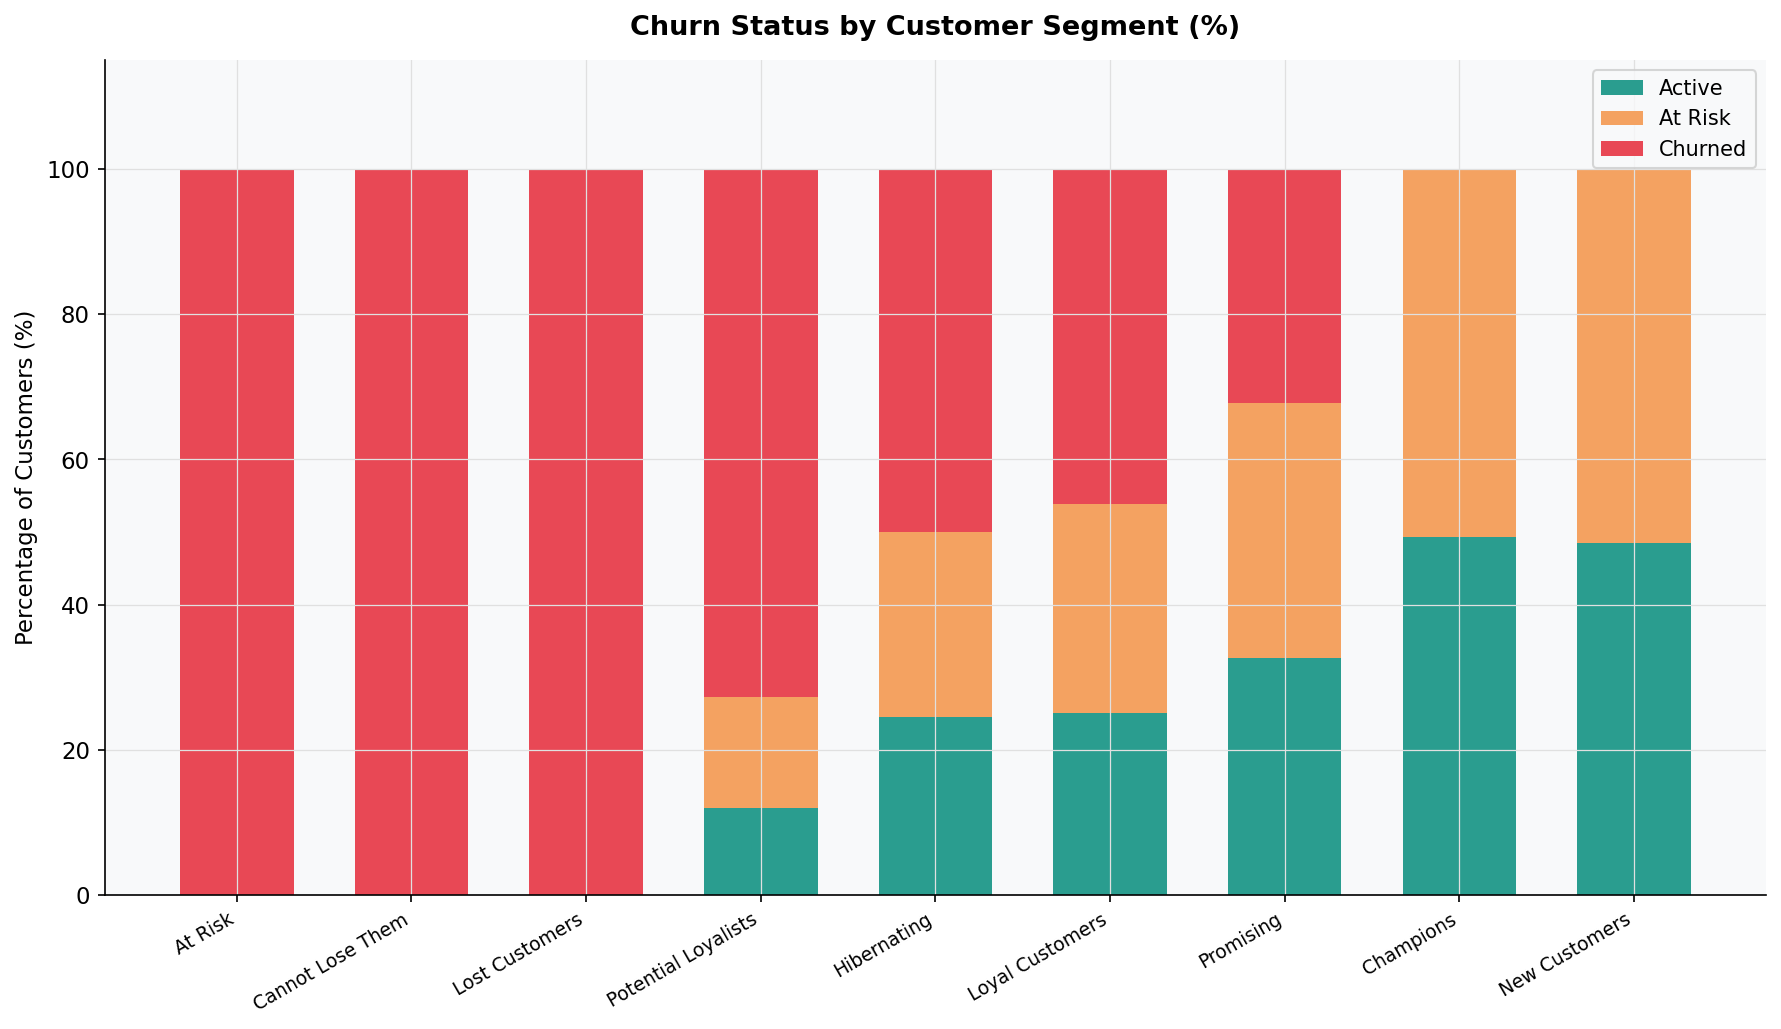 Churn Status by Customer Segment (%)
Active
At Risk
Churned
Percentage of Customers (%)
100
80
60
40
20
0
At Risk
Cannot Lose Them
Lost Customers
Potential Loyalists
Hibernating
Loyal Customers
Promising
Champions
New Customers